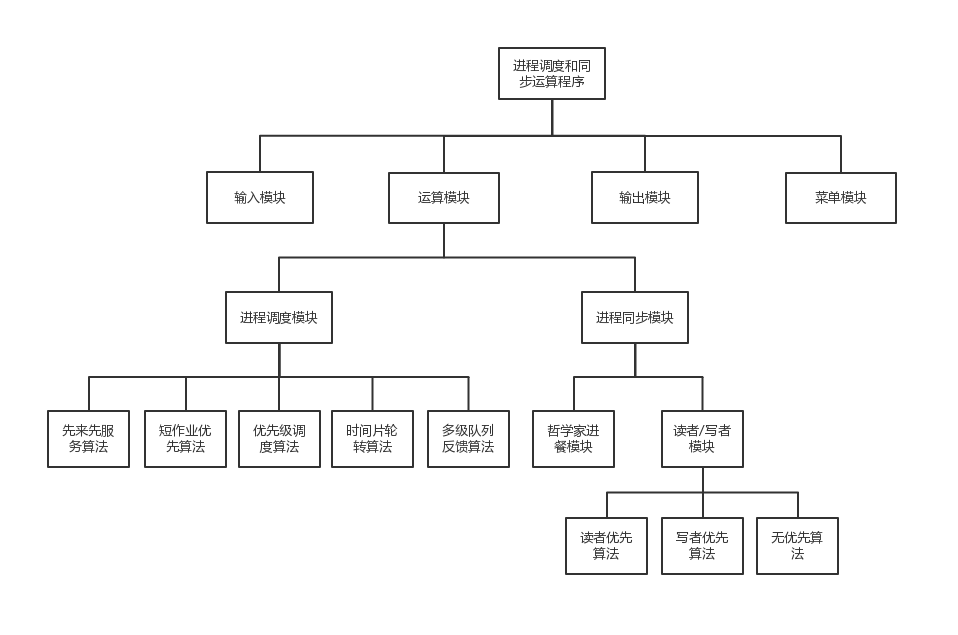 进程调度和同
步运算程序
输入模块
运算模块
输出模块
菜单模块
进程调度模块
进程同步模块
先来先服
务算法
短作业优
先算法
优先级调
度算法
时间片轮
转算法
多级队列
反馈算法
哲学家进
餐模块
读者/写者
模块
读者优先
算法
写者优先
算法
无优先算
法